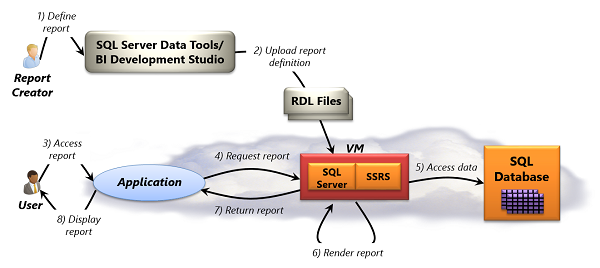 1) Define
report
SQL Server Data Tools/
BI Development Studio
2) Upload report
definition
Report
Creator
RDL Files
3) Access
report
VM
4) Request report
SQL
Server
SSRS
5) Access data
SQL
Database
Application
User
7) Return report
8) Display
report
6) Render report